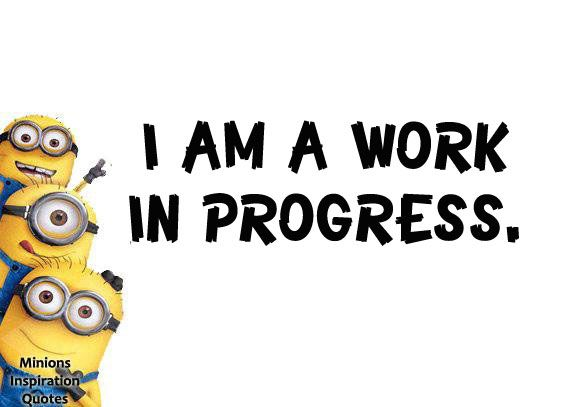 I AM A WORK
IN PROGRESS.
Minions
Inspiration
Quotes